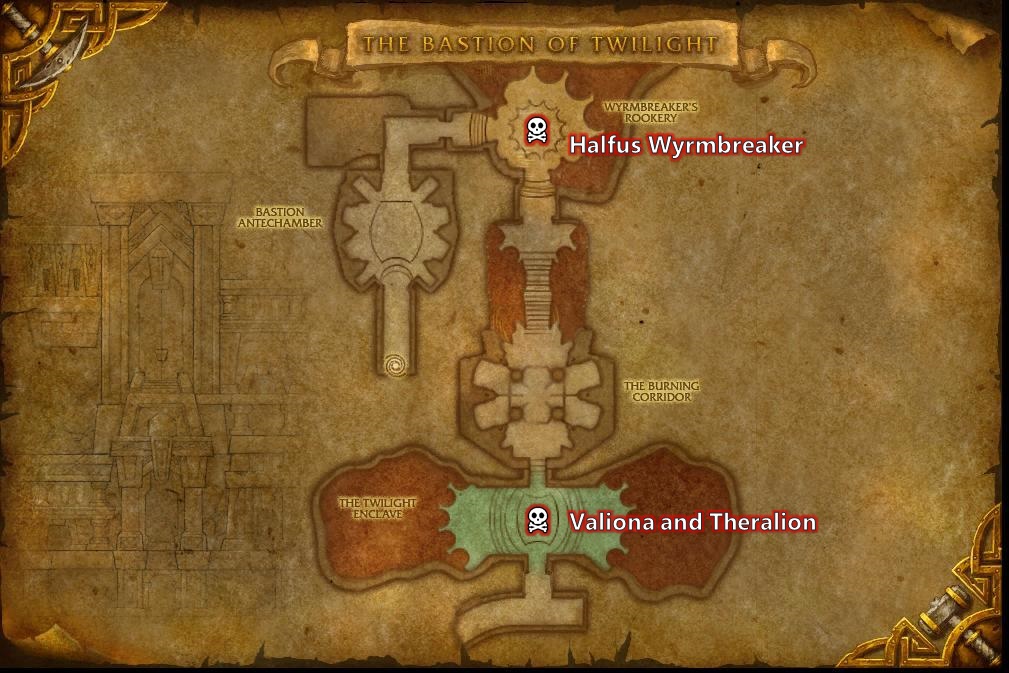 THE BASTION OF TWILIGHT
WYRMBREAKER'S
ROOKERY
Halfus Wyrmbreaker
BASTION
ANTECHAMBER
THE BURNING
CORRIDOR
THE TWILIGHT
ENCLAVE
Valiona and Theralion